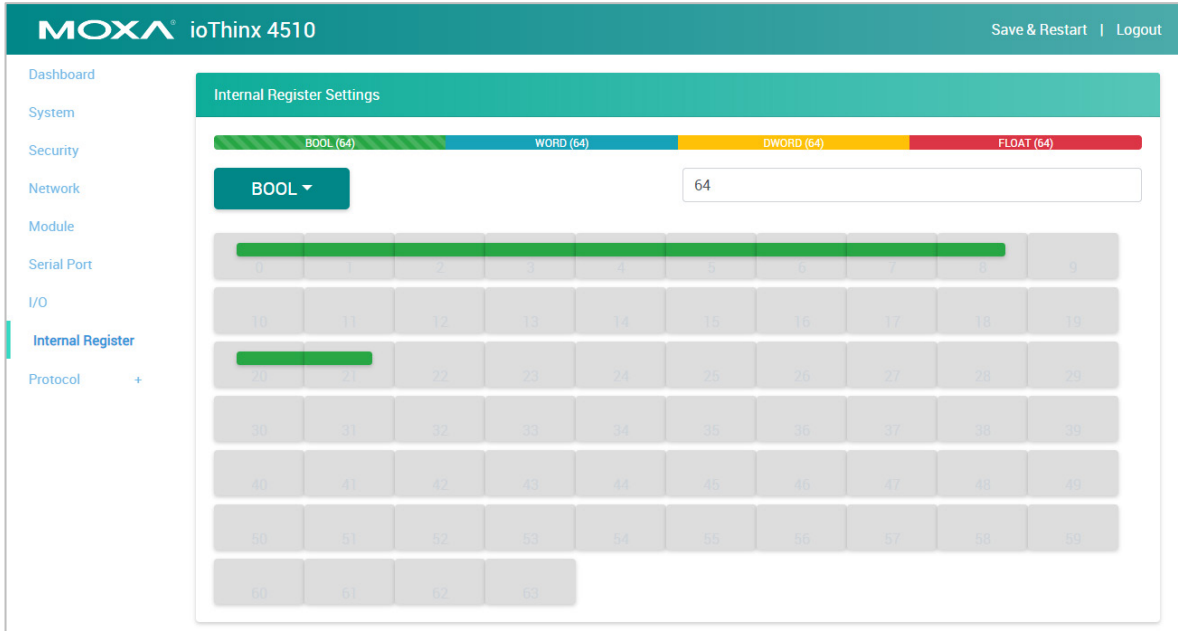 MOXA® ioThinx 4510
Save & Restart | Logout
Dashboard
System
Security
Network
Module
Serial Port
I/O
Internal Register
Protocol +
Internal Register Settings
BOOL (64) WORD (64) DWORD (64) FLOAT (64)
BOOL 64
0 1 2 3 4 5 6 7 8 9
10 11 12 13 14 15 16 17 18 19
20 21 22 23 24 25 26 27 28 29
30 31 32 33 34 35 36 37 38 39
40 41 42 43 44 45 46 47 48 49
50 51 52 53 54 55 56 57 58 59
60 61 62 63